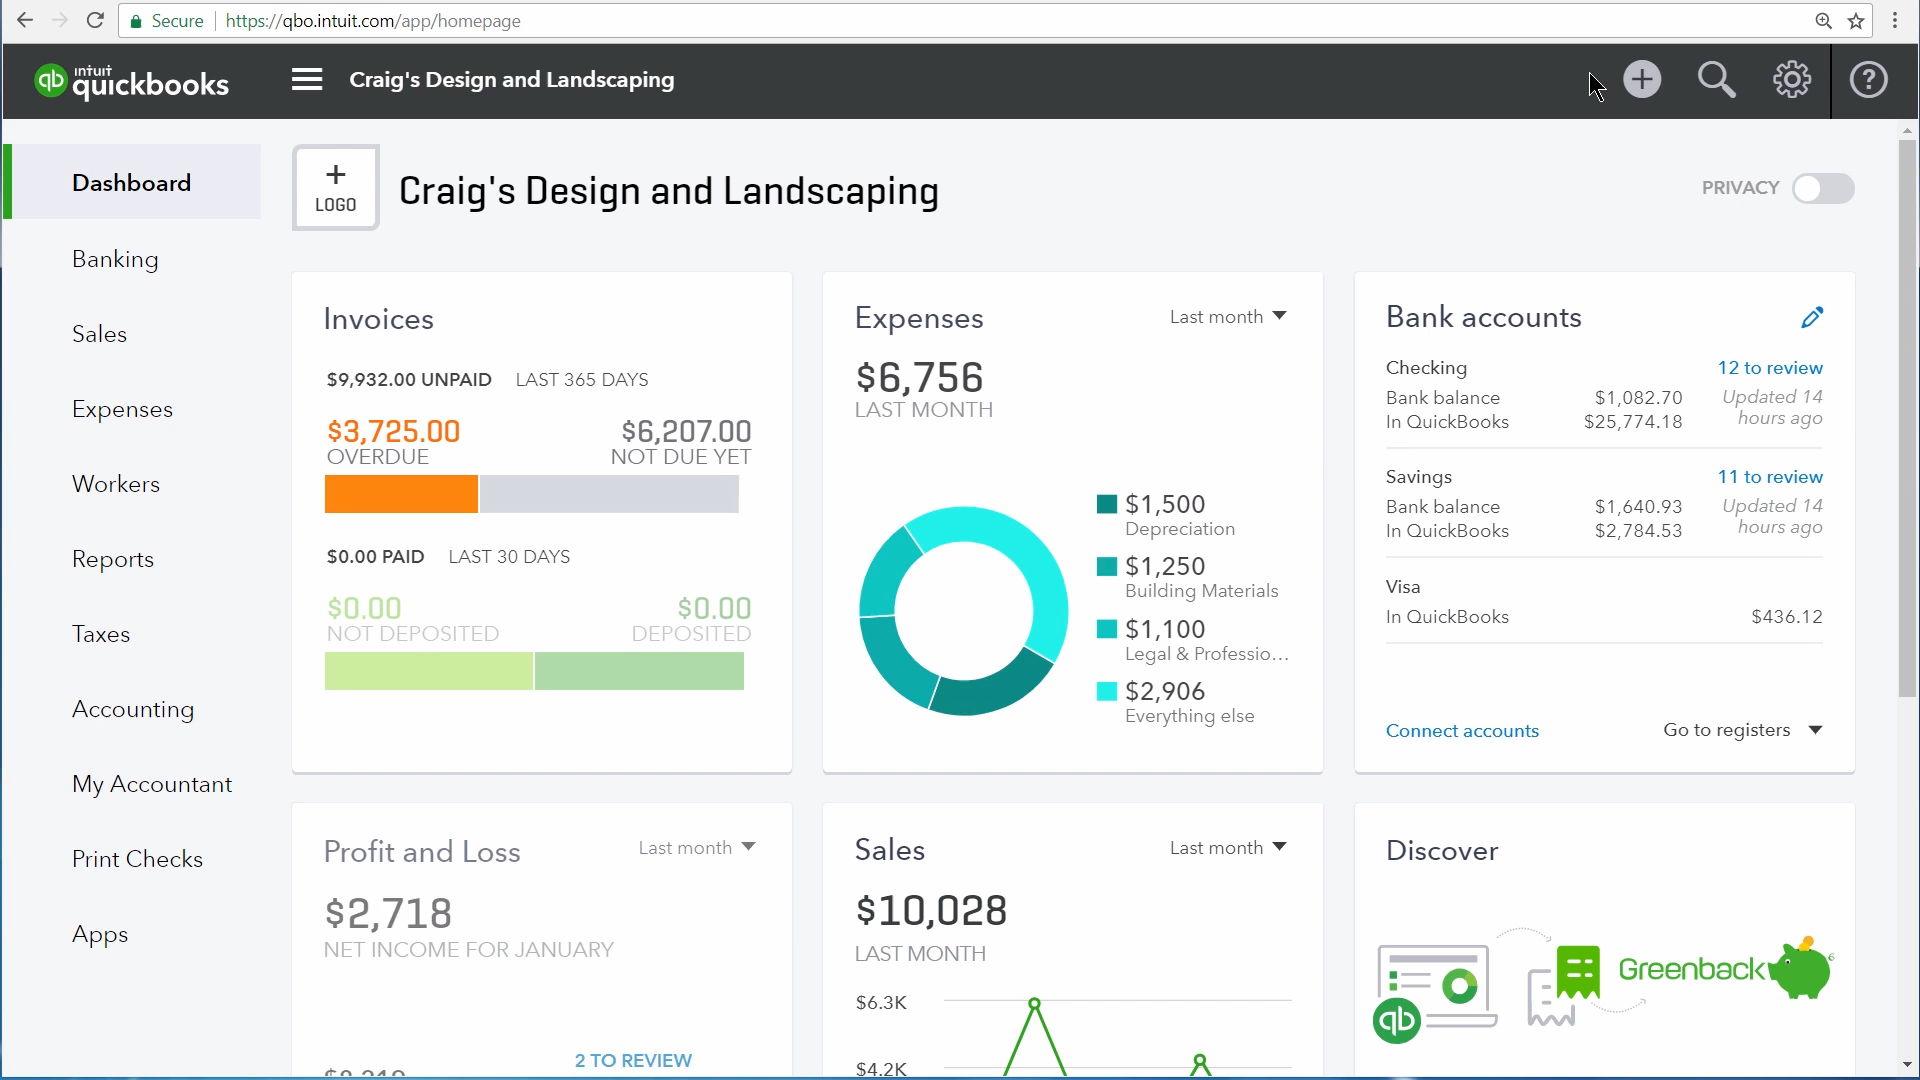 Secure
https://qbo.intuit.com/app/homepage
intuit
quickbooks
Craig's Design and Landscaping
+
LOGO
Craig's Design and Landscaping
PRIVACY
Dashboard
Banking
Sales
Expenses
Workers
Reports
Taxes
Accounting
My Accountant
Print Checks
Apps
Invoices
$9,932.00 UNPAID LAST 365 DAYS
$3,725.00 $6,207.00
OVERDUE NOT DUE YET
$0.00 PAID LAST 30 DAYS
$0.00 $0.00
NOT DEPOSITED DEPOSITED
Expenses Last month
$6,756
LAST MONTH
$1,500
Depreciation
$1,250
Building Materials
$1,100
Legal & Professio...
$2,906
Everything else
Bank accounts
Checking 12 to review
Bank balance $1,082.70 Updated 14
In QuickBooks $25,774.18 hours ago
Savings 11 to review
Bank balance $1,640.93 Updated 14
In QuickBooks $2,784.53 hours ago
Visa
In QuickBooks $436.12
Connect accounts Go to registers
Profit and Loss Last month
$2,718
NET INCOME FOR JANUARY
2 TO REVIEW
Sales Last month
$10,028
LAST MONTH
$6.3K
$4.2K
Discover
qb
Greenback